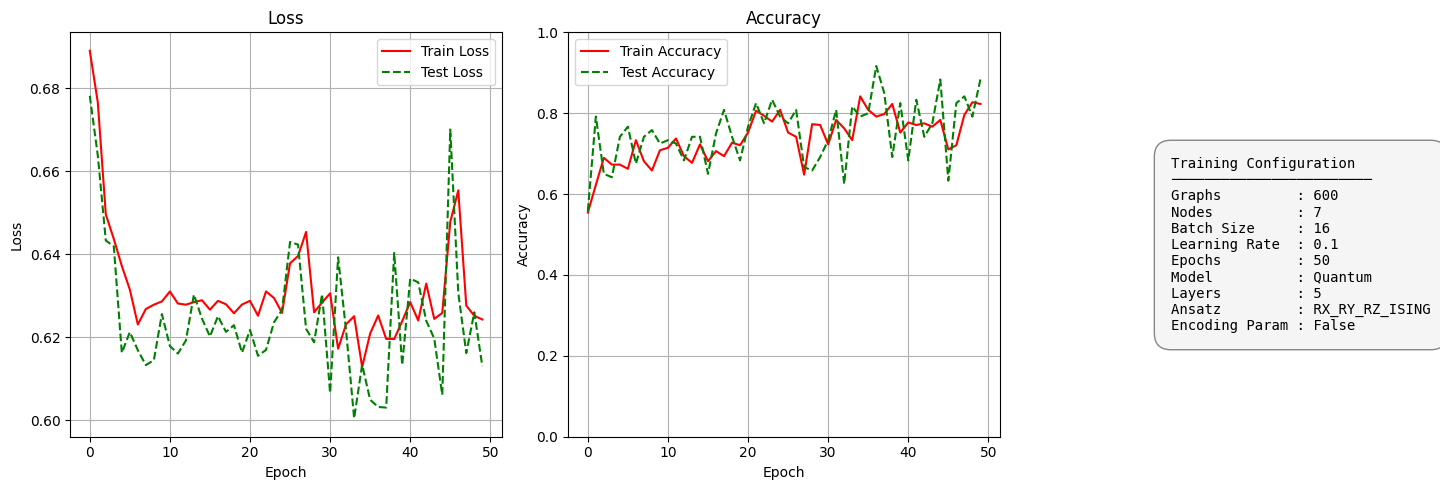 Loss
Train Loss
Test Loss
0.68
0.66
0.64
0.62
0.60
Loss
0 10 20 30 40 50
Epoch
Accuracy
Train Accuracy
Test Accuracy
1.0
0.8
0.6
0.4
0.2
0.0
Accuracy
0 10 20 30 40 50
Epoch
Training Configuration
Graphs : 600
Nodes : 7
Batch Size : 16
Learning Rate : 0.1
Epochs : 50
Model : Quantum
Layers : 5
Ansatz : RX_RY_RZ_ISING
Encoding Param : False